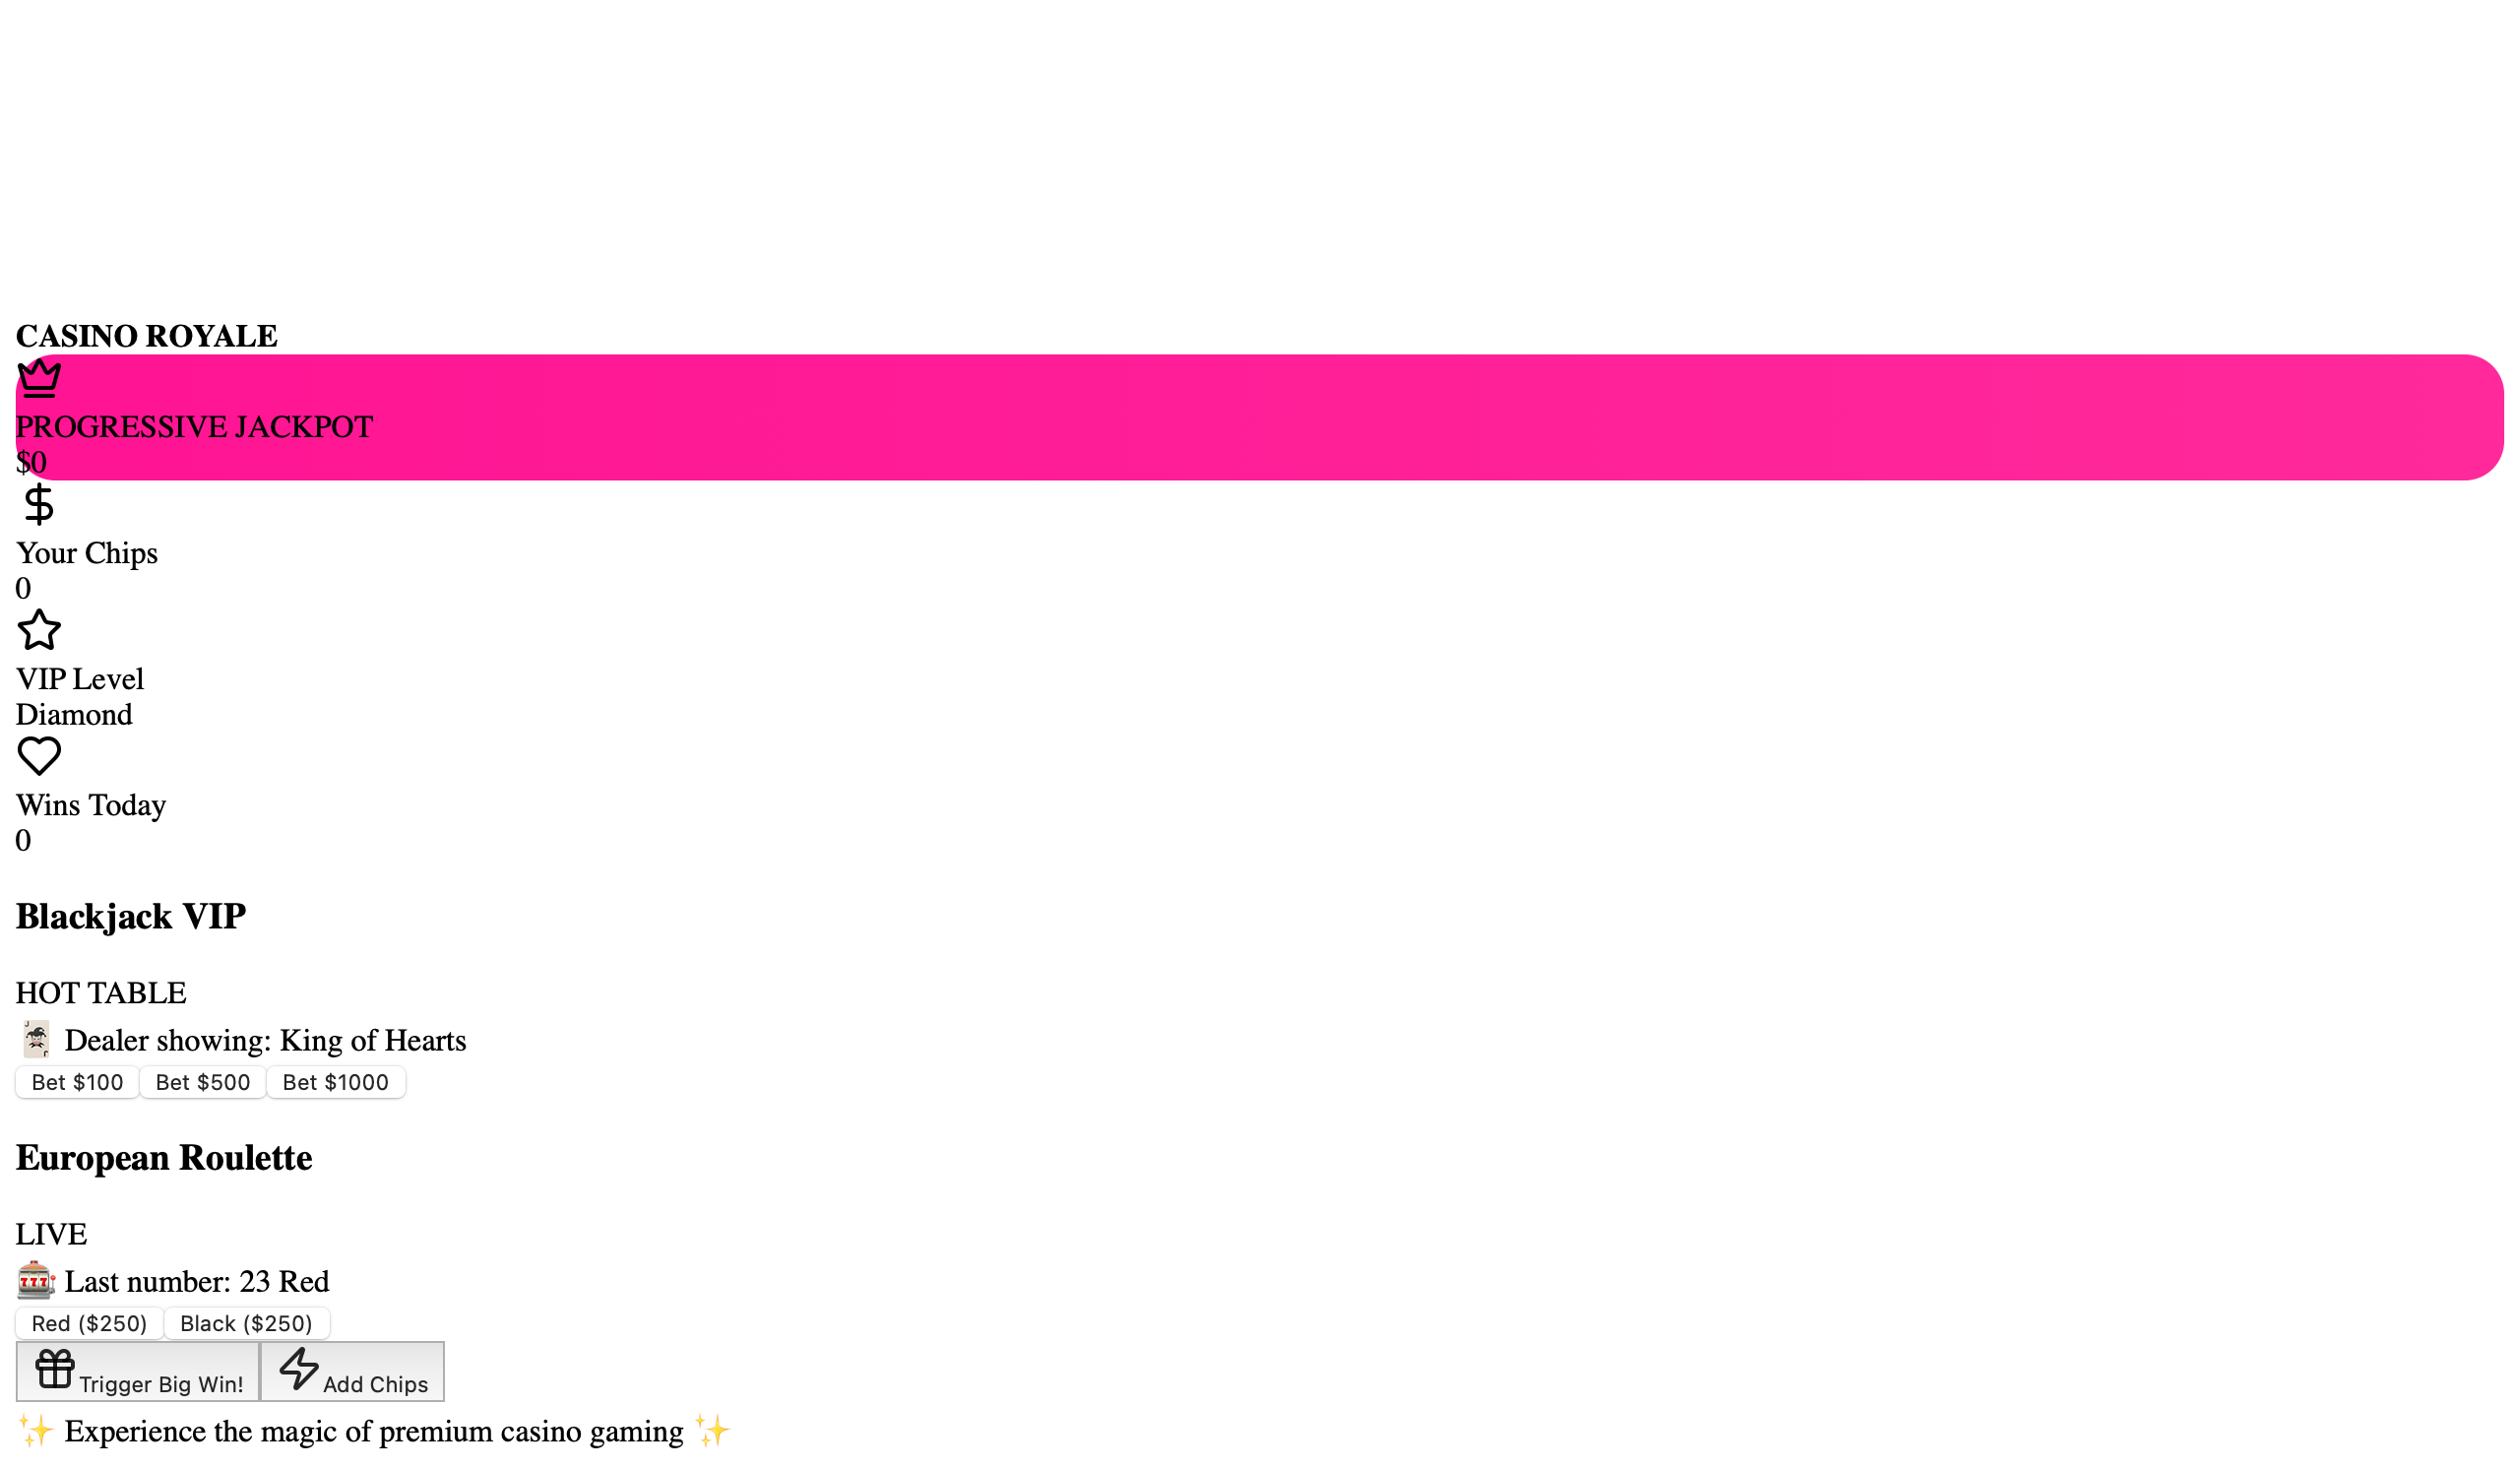 CASINO ROYALE
PROGRESSIVE JACKPOT
$0
Your Chips
0
VIP Level
Diamond
Wins Today
0
Blackjack VIP
HOT TABLE
🃏 Dealer showing: King of Hearts
Bet $100 Bet $500 Bet $1000
European Roulette
LIVE
🎰 Last number: 23 Red
Red ($250) Black ($250)
Trigger Big Win! Add Chips
✨ Experience the magic of premium casino gaming ✨